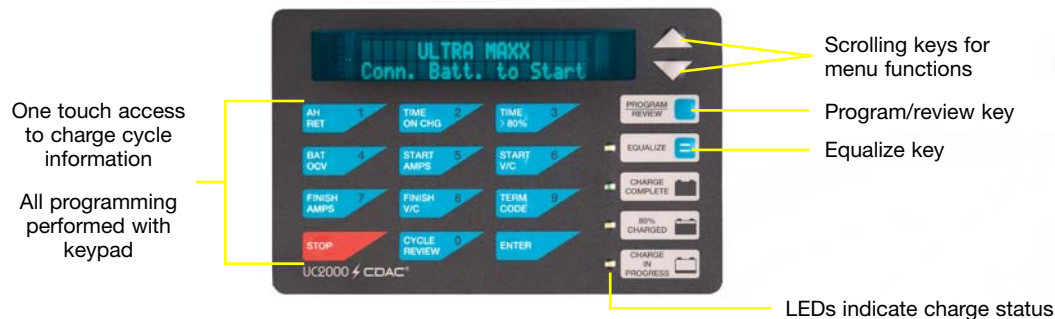 ULTRA MAXX
Conn. Batt. to Start
One touch access
to charge cycle
information
All programming
performed with
keypad
AH
RET
1
TIME
ON CHG
2
TIME
>80%
3
BAT
OCV
4
START
AMPS
5
START
V/C
6
FINISH
AMPS
7
FINISH
V/C
8
TERM
CODE
9
STOP
CYCLE
REVIEW
0
ENTER
UC2000 CDAC®
PROGRAM
REVIEW
EQUALIZE
CHARGE
COMPLETE
80%
CHARGED
CHARGE
IN
PROGRESS
Scrolling keys for
menu functions
Program/review key
Equalize key
LEDs indicate charge status